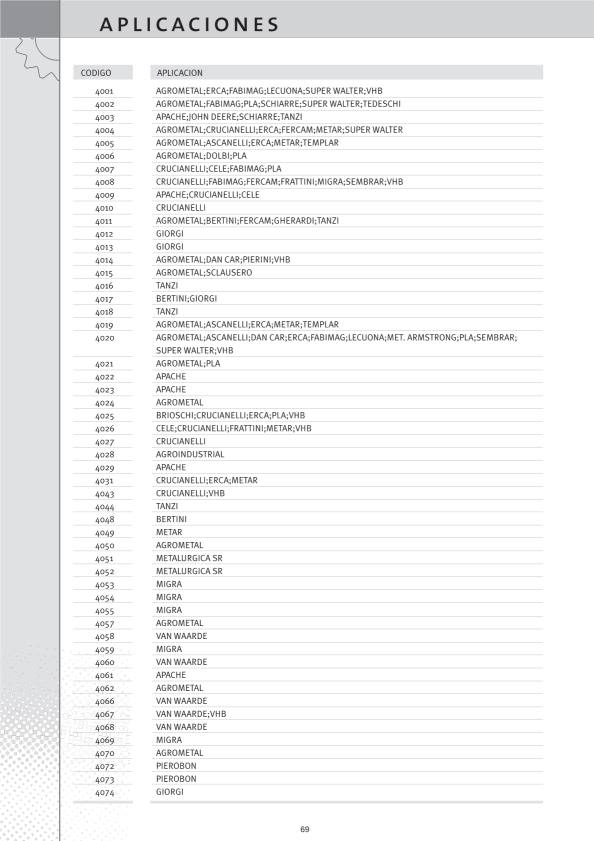 APLICACIONES
CODIGO APLICACION
4001 AGROMETAL;ERCA;FABIMAG;LECUONA;SUPER WALTER;VHB
4002 AGROMETAL;FABIMAG;PLA;SCHIARRE;SUPER WALTER;TEDESCHI
4003 APACHE;JOHN DEERE;SCHIARRE;TANZI
4004 AGROMETAL;CRUCIANELLI;ERCA;FERCAM;METAR;SUPER WALTER
4005 AGROMETAL;ASCANELLI;ERCA;METAR;TEMPLAR
4006 AGROMETAL;DOLBI;PLA
4007 CRUCIANELLI;CELE;FABIMAG;PLA
4008 CRUCIANELLI;FABIMAG;FERCAM;FRATTINI;MIGRA;SEMBRAR;VHB
4009 APACHE;CRUCIANELLI;CELE
4010 CRUCIANELLI
4011 AGROMETAL;BERTINI;FERCAM;GHERARDI;TANZI
4012 GIORGI
4013 GIORGI
4014 AGROMETAL;DAN CAR;PIERINI;VHB
4015 AGROMETAL;SCLAUSERO
4016 TANZI
4017 BERTINI;GIORGI
4018 TANZI
4019 AGROMETAL;ASCANELLI;ERCA;METAR;TEMPLAR
4020 AGROMETAL;ASCANELLI;DAN CAR;ERCA;FABIMAG;LECUONA;MET. ARMSTRONG;PLA;SEMBRAR;
SUPER WALTER;VHB
4021 AGROMETAL;PLA
4022 APACHE
4023 APACHE
4024 AGROMETAL
4025 BRIOSCHI;CRUCIANELLI;ERCA;PLA;VHB
4026 CELE;CRUCIANELLI;FRATTINI;METAR;VHB
4027 CRUCIANELLI
4028 AGROINDUSTRIAL
4029 APACHE
4031 CRUCIANELLI;ERCA;METAR
4043 CRUCIANELLI;VHB
4044 TANZI
4048 BERTINI
4049 METAR
4050 AGROMETAL
4051 METALURGICA SR
4052 METALURGICA SR
4053 MIGRA
4054 MIGRA
4055 MIGRA
4057 AGROMETAL
4058 VAN WAARDE
4059 MIGRA
4060 VAN WAARDE
4061 APACHE
4062 AGROMETAL
4066 VAN WAARDE
4067 VAN WAARDE;VHB
4068 VAN WAARDE
4069 MIGRA
4070 AGROMETAL
4072 PIEROBON
4073 PIEROBON
4074 GIORGI
69